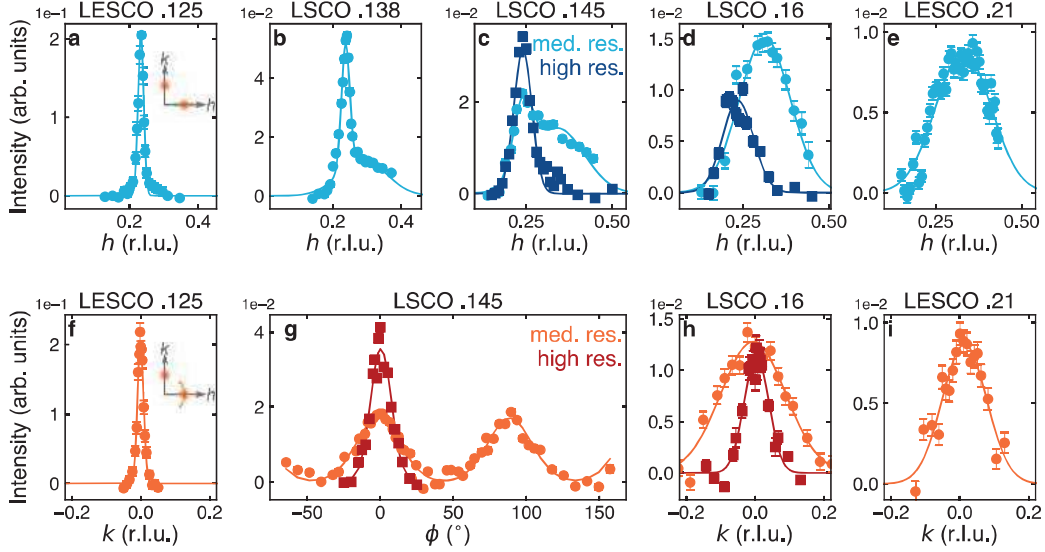 LESCO .125 LSCO .138 LSCO .145 LSCO .16 LESCO .21
1e−1 1e−2 1e−2 1e−2 1e−2
a b c d e
med. res.
high res.
k
h
Intensity (arb. units)
2 1 0
4 2 0
2 0
1.5 1.0 0.5 0.0
1.0 0.5 0.0
0.2 0.4
0.2 0.4
0.25 0.50
0.25 0.50
0.25 0.50
h (r.l.u.) h (r.l.u.) h (r.l.u.) h (r.l.u.) h (r.l.u.)
LESCO .125 LSCO .145 LSCO .16 LESCO .21
1e−1 1e−2 1e−2 1e−2
f g h i
med. res.
high res.
k
h
Intensity (arb. units)
2 1 0
4 2 0
1.5 1.0 0.5 0.0
1.0 0.5 0.0
−0.2 0.0 0.2
−50 0 50 100 150
−0.2 0.0 0.2
−0.2 0.0 0.2
k (r.l.u.) ϕ (°) k (r.l.u.) k (r.l.u.)